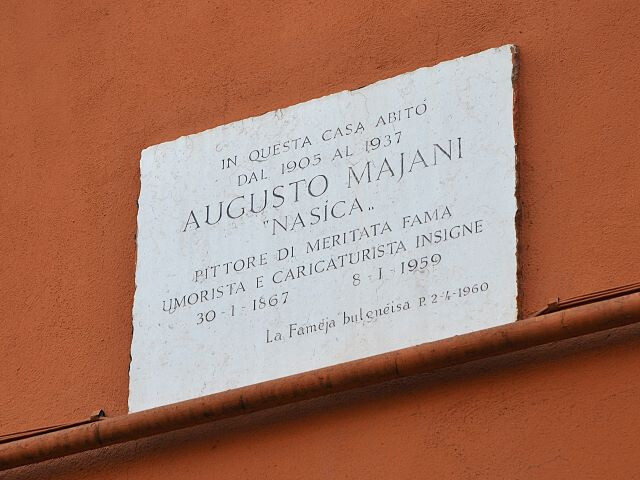 IN QUESTA CASA ABITÒ
DAL 1905 AL 1937
AUGUSTO MAJANI
"NASICA„
PITTORE DI MERITATA FAMA
UMORISTA E CARICATURISTA INSIGNE
30-1-1867 8-1-1959
La Famèja bulgnèisa P. 2-4-1960